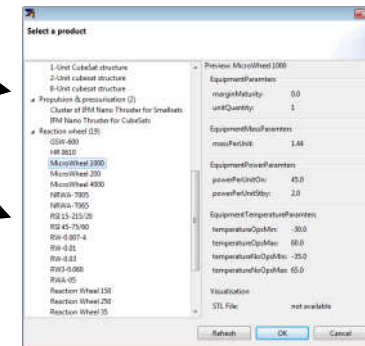 Select a product
1-Unit CubeSat structure
2-Unit cubesat structure
8-Unit cubesat structure
Propulsion & pressurisation (2)
Cluster of IFM Nano Thruster for Smallsats
IFM Nano Thruster for CubeSats
Reaction wheel (19)
GSW-600
HR 0610
MicroWheel 1000
MicroWheel 200
MicroWheel 4000
NRWA-T005
NRWA-T065
RSI 15-215/20
RSI 45-75/60
RW-0.007-4
RW-0.01
RW-0.03
RW3-0.060
RWA-05
Reaction Wheel 150
Reaction Wheel 250
Reaction Wheel 35
Preview: MicroWheel 1000
EquipmentParamters
marginMaturity: 0.0
unitQuantity: 1
EquipmentMassParamters
massPerUnit: 1.44
EquipmentPowerParamters
powerPerUnitOn: 45.0
powerPerUnitStby: 2.0
EquipmentTemperatureParamters
temperatureOpsMin: -30.0
temperatureOpsMax: 60.0
temperatureNoOpsMin: -35.0
temperatureNoOpsMax: 65.0
Visualisation
STL File: not available
Refresh
OK
Cancel